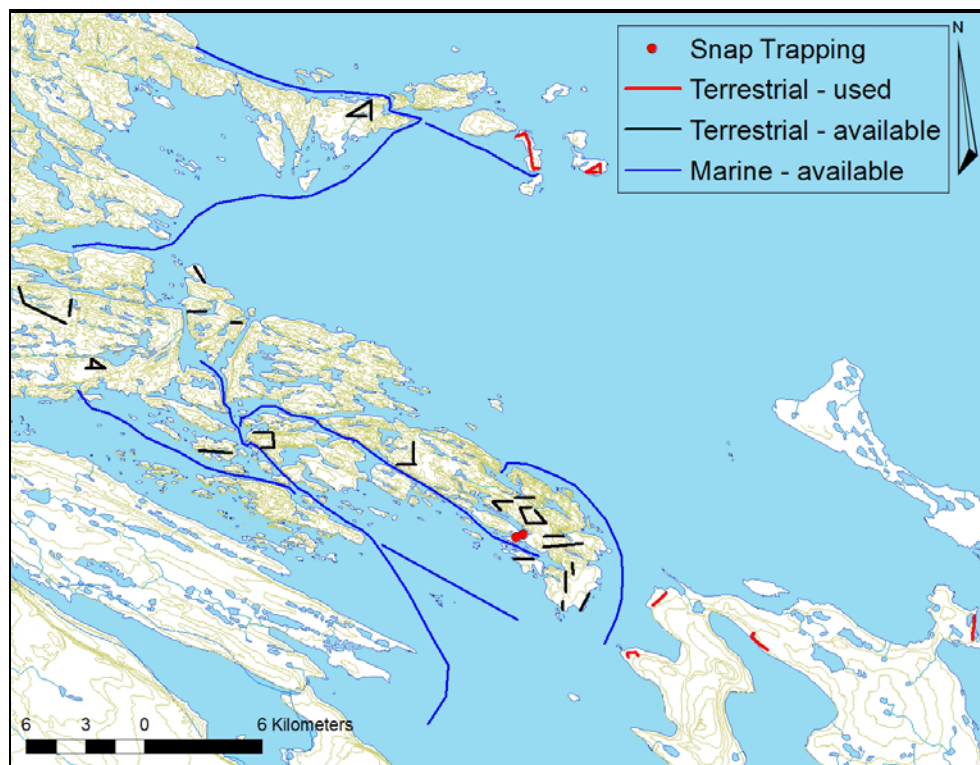 N
Snap Trapping
Terrestrial - used
Terrestrial - available
Marine - available
6 3 0 6 Kilometers